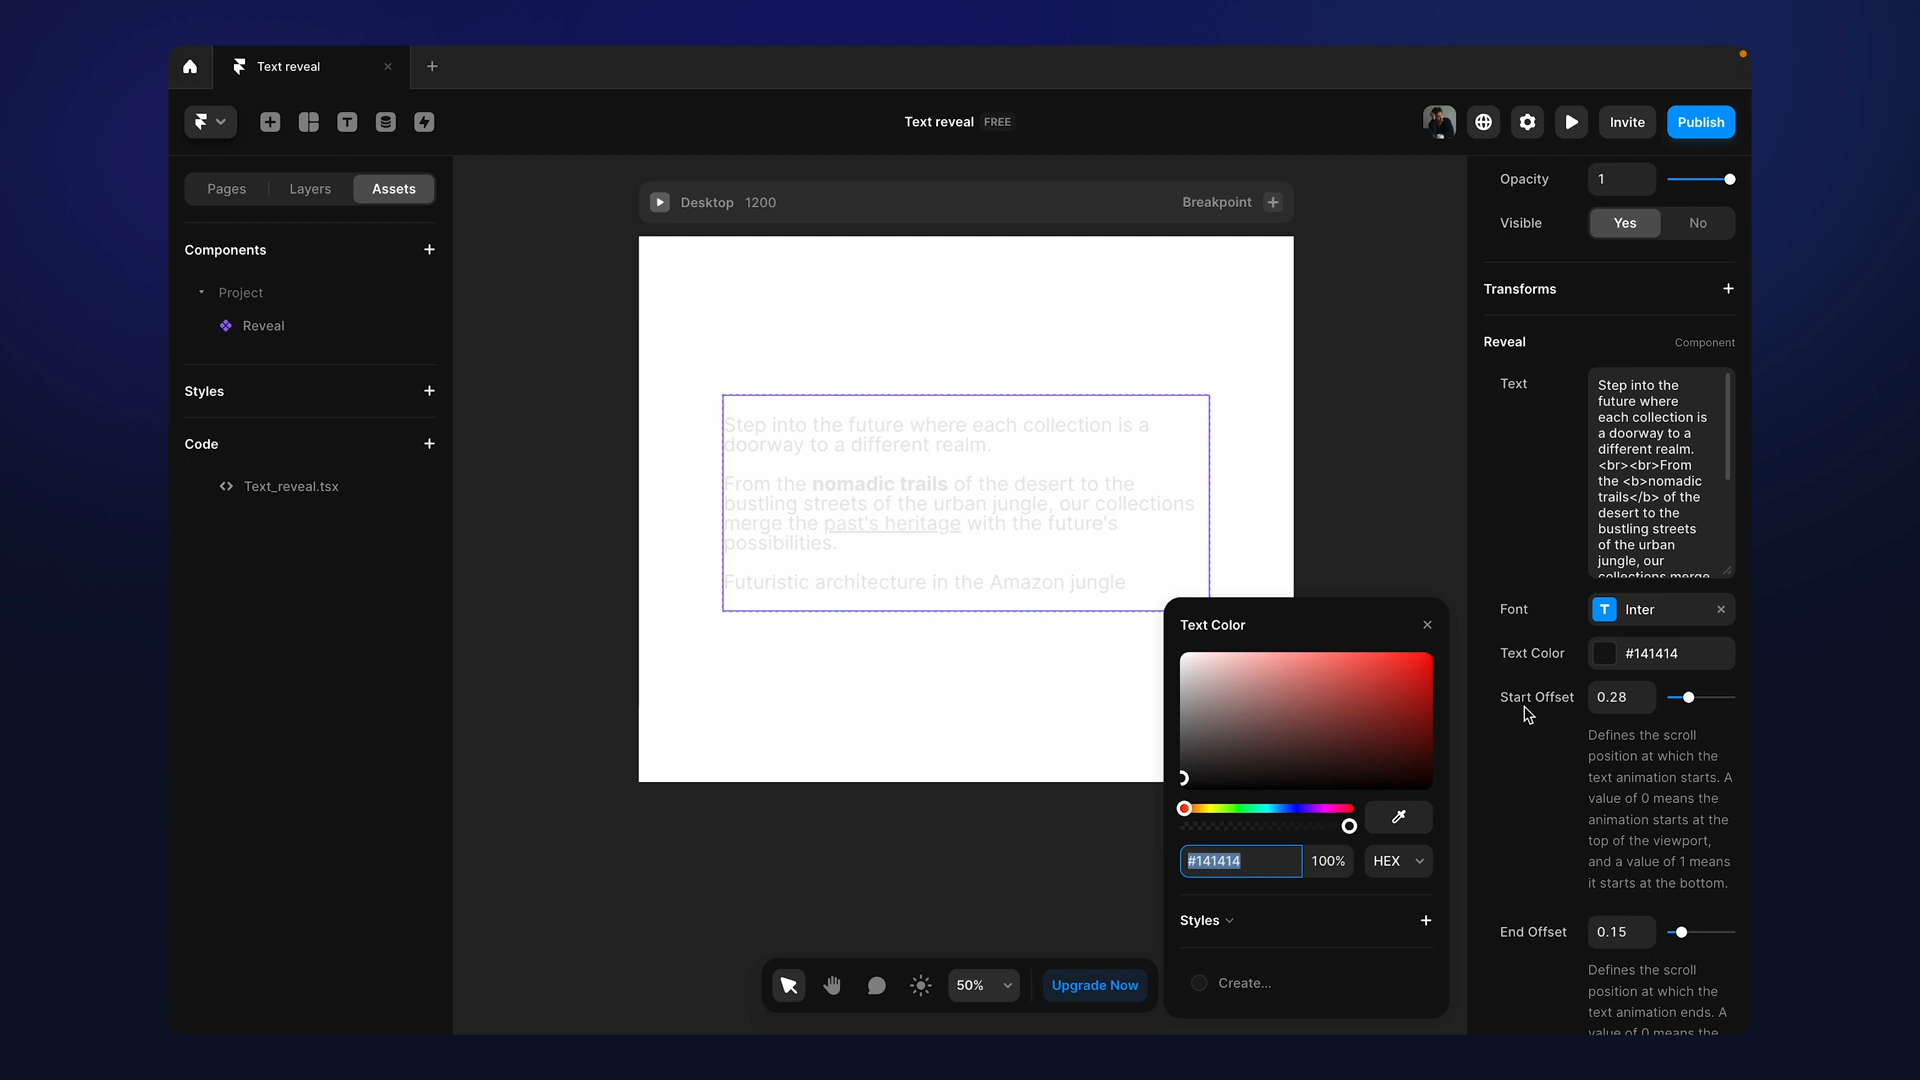 Text reveal
Text reveal FREE
Invite
Publish
Pages
Layers
Assets
Components
Project
Reveal
Styles
Code
Text_reveal.tsx
Desktop 1200
Breakpoint
Step into the future where each collection is a
doorway to a different realm.
From the nomadic trails of the desert to the
bustling streets of the urban jungle, our collections
merge the past's heritage with the future's
possibilities.
Futuristic architecture in the Amazon jungle
50%
Upgrade Now
Text Color
#141414
100%
HEX
Styles
Create...
Opacity
1
Visible
Yes
No
Transforms
Reveal
Component
Text
Step into the
future where
each collection is
a doorway to a
different realm.
<br><br>From
the <b>nomadic
trails</b> of the
desert to the
bustling streets
of the urban
jungle, our
collections merge
Font
T Inter
Text Color
#141414
Start Offset
0.28
Defines the scroll
position at which the
text animation starts. A
value of 0 means the
animation starts at the
top of the viewport,
and a value of 1 means
it starts at the bottom.
End Offset
0.15
Defines the scroll
position at which the
text animation ends. A
value of 0 means the